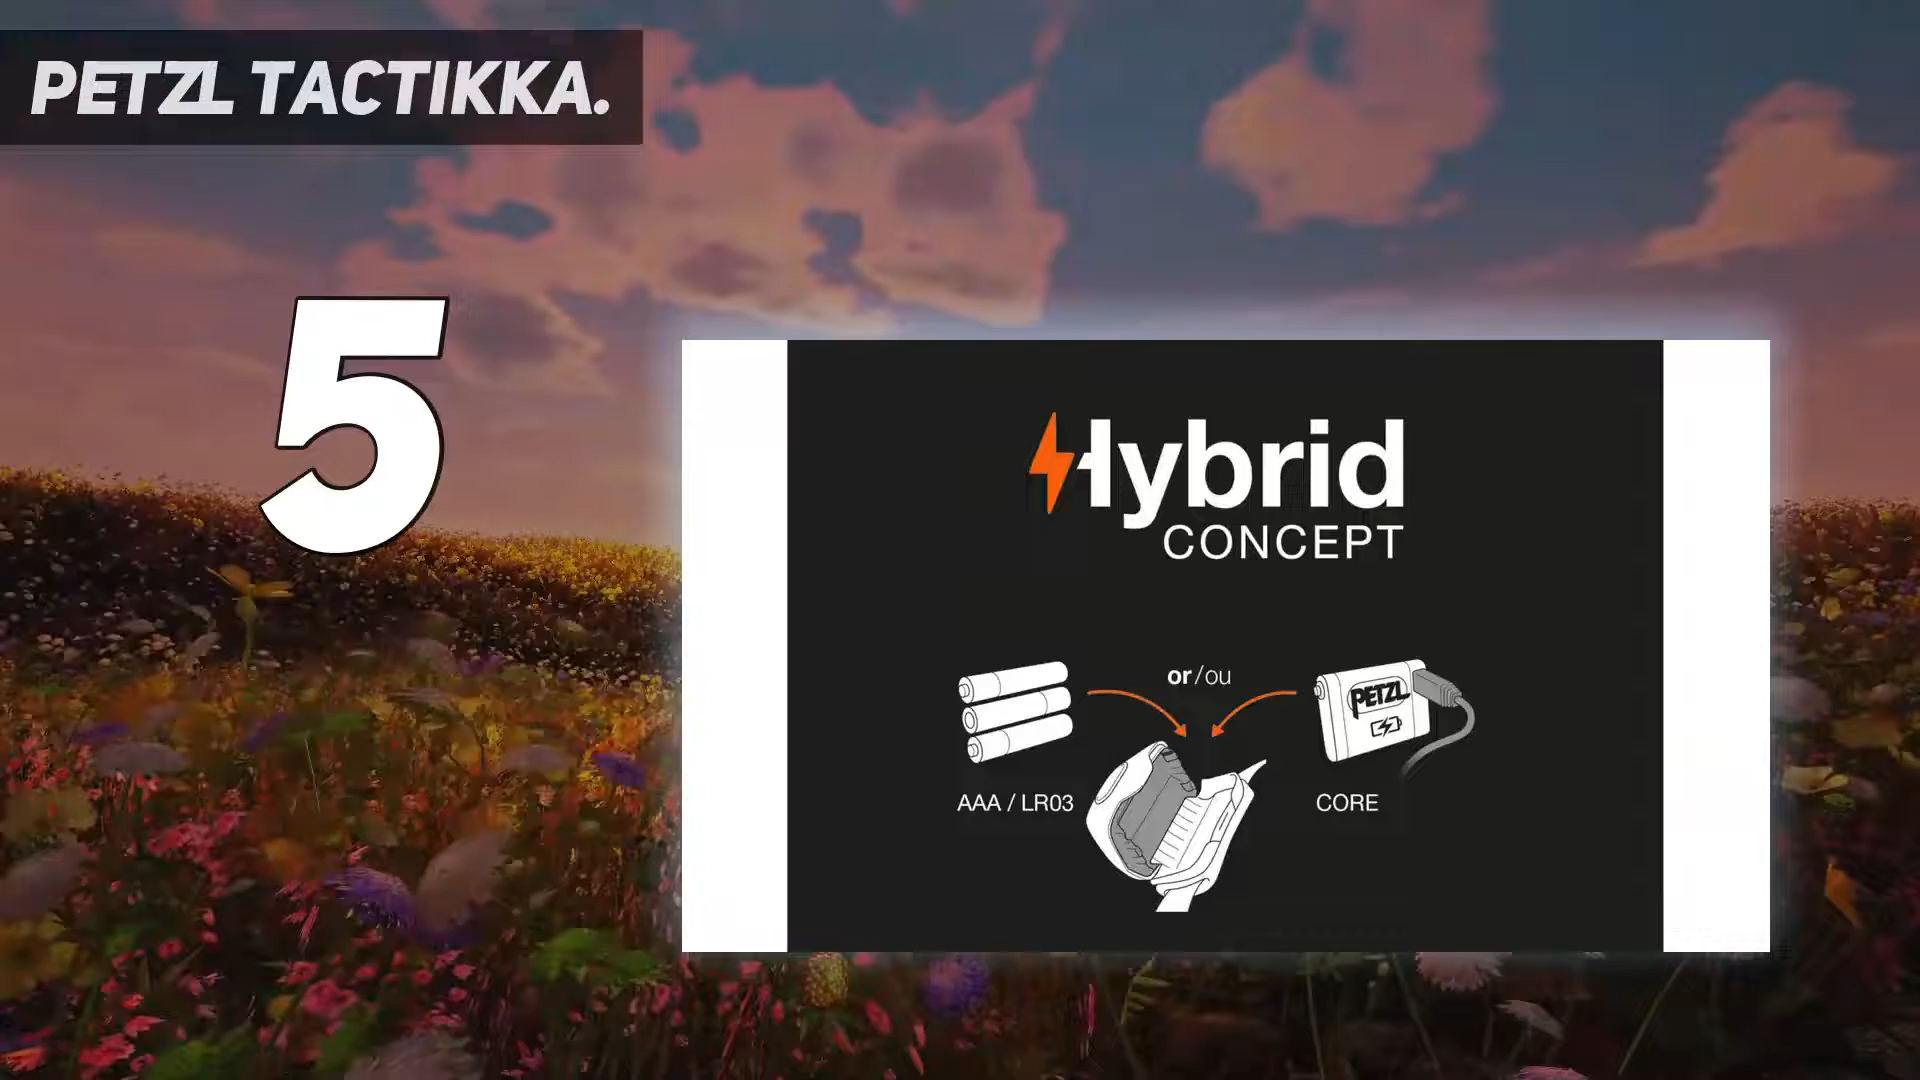 PETZL TACTIKKA.
5
Hybrid
CONCEPT
or/ou
PETZL
AAA / LR03
CORE